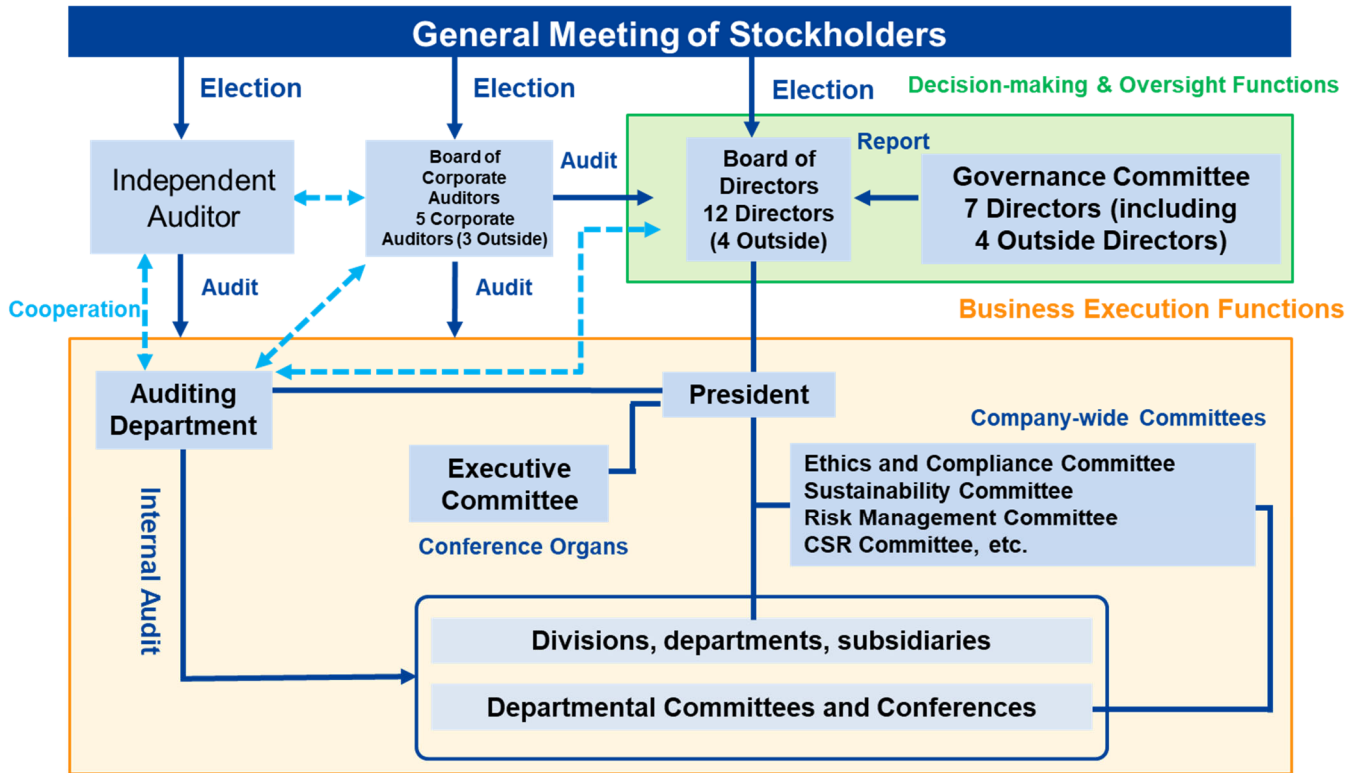 General Meeting of Stockholders
Election
Election
Election
Decision-making & Oversight Functions
Independent
Auditor
Board of
Corporate
Auditors
5 Corporate
Auditors (3 Outside)
Audit
Board of
Directors
12 Directors
(4 Outside)
Report
Governance Committee
7 Directors (including
4 Outside Directors)
Cooperation
Audit
Audit
Business Execution Functions
Auditing
Department
President
Company-wide Committees
Executive
Committee
Conference Organs
Ethics and Compliance Committee
Sustainability Committee
Risk Management Committee
CSR Committee, etc.
Internal Audit
Divisions, departments, subsidiaries
Departmental Committees and Conferences